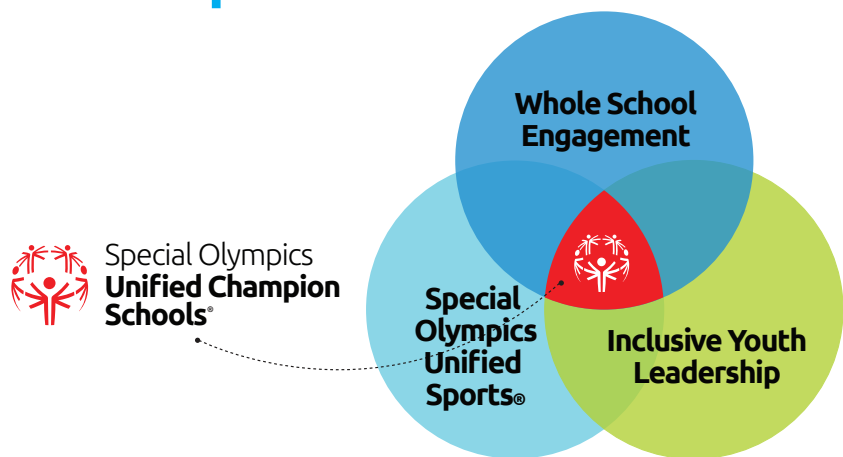 Whole School
Engagement
Special Olympics
Unified Champion
Schools®
Special
Olympics
Unified
Sports®
Inclusive Youth
Leadership